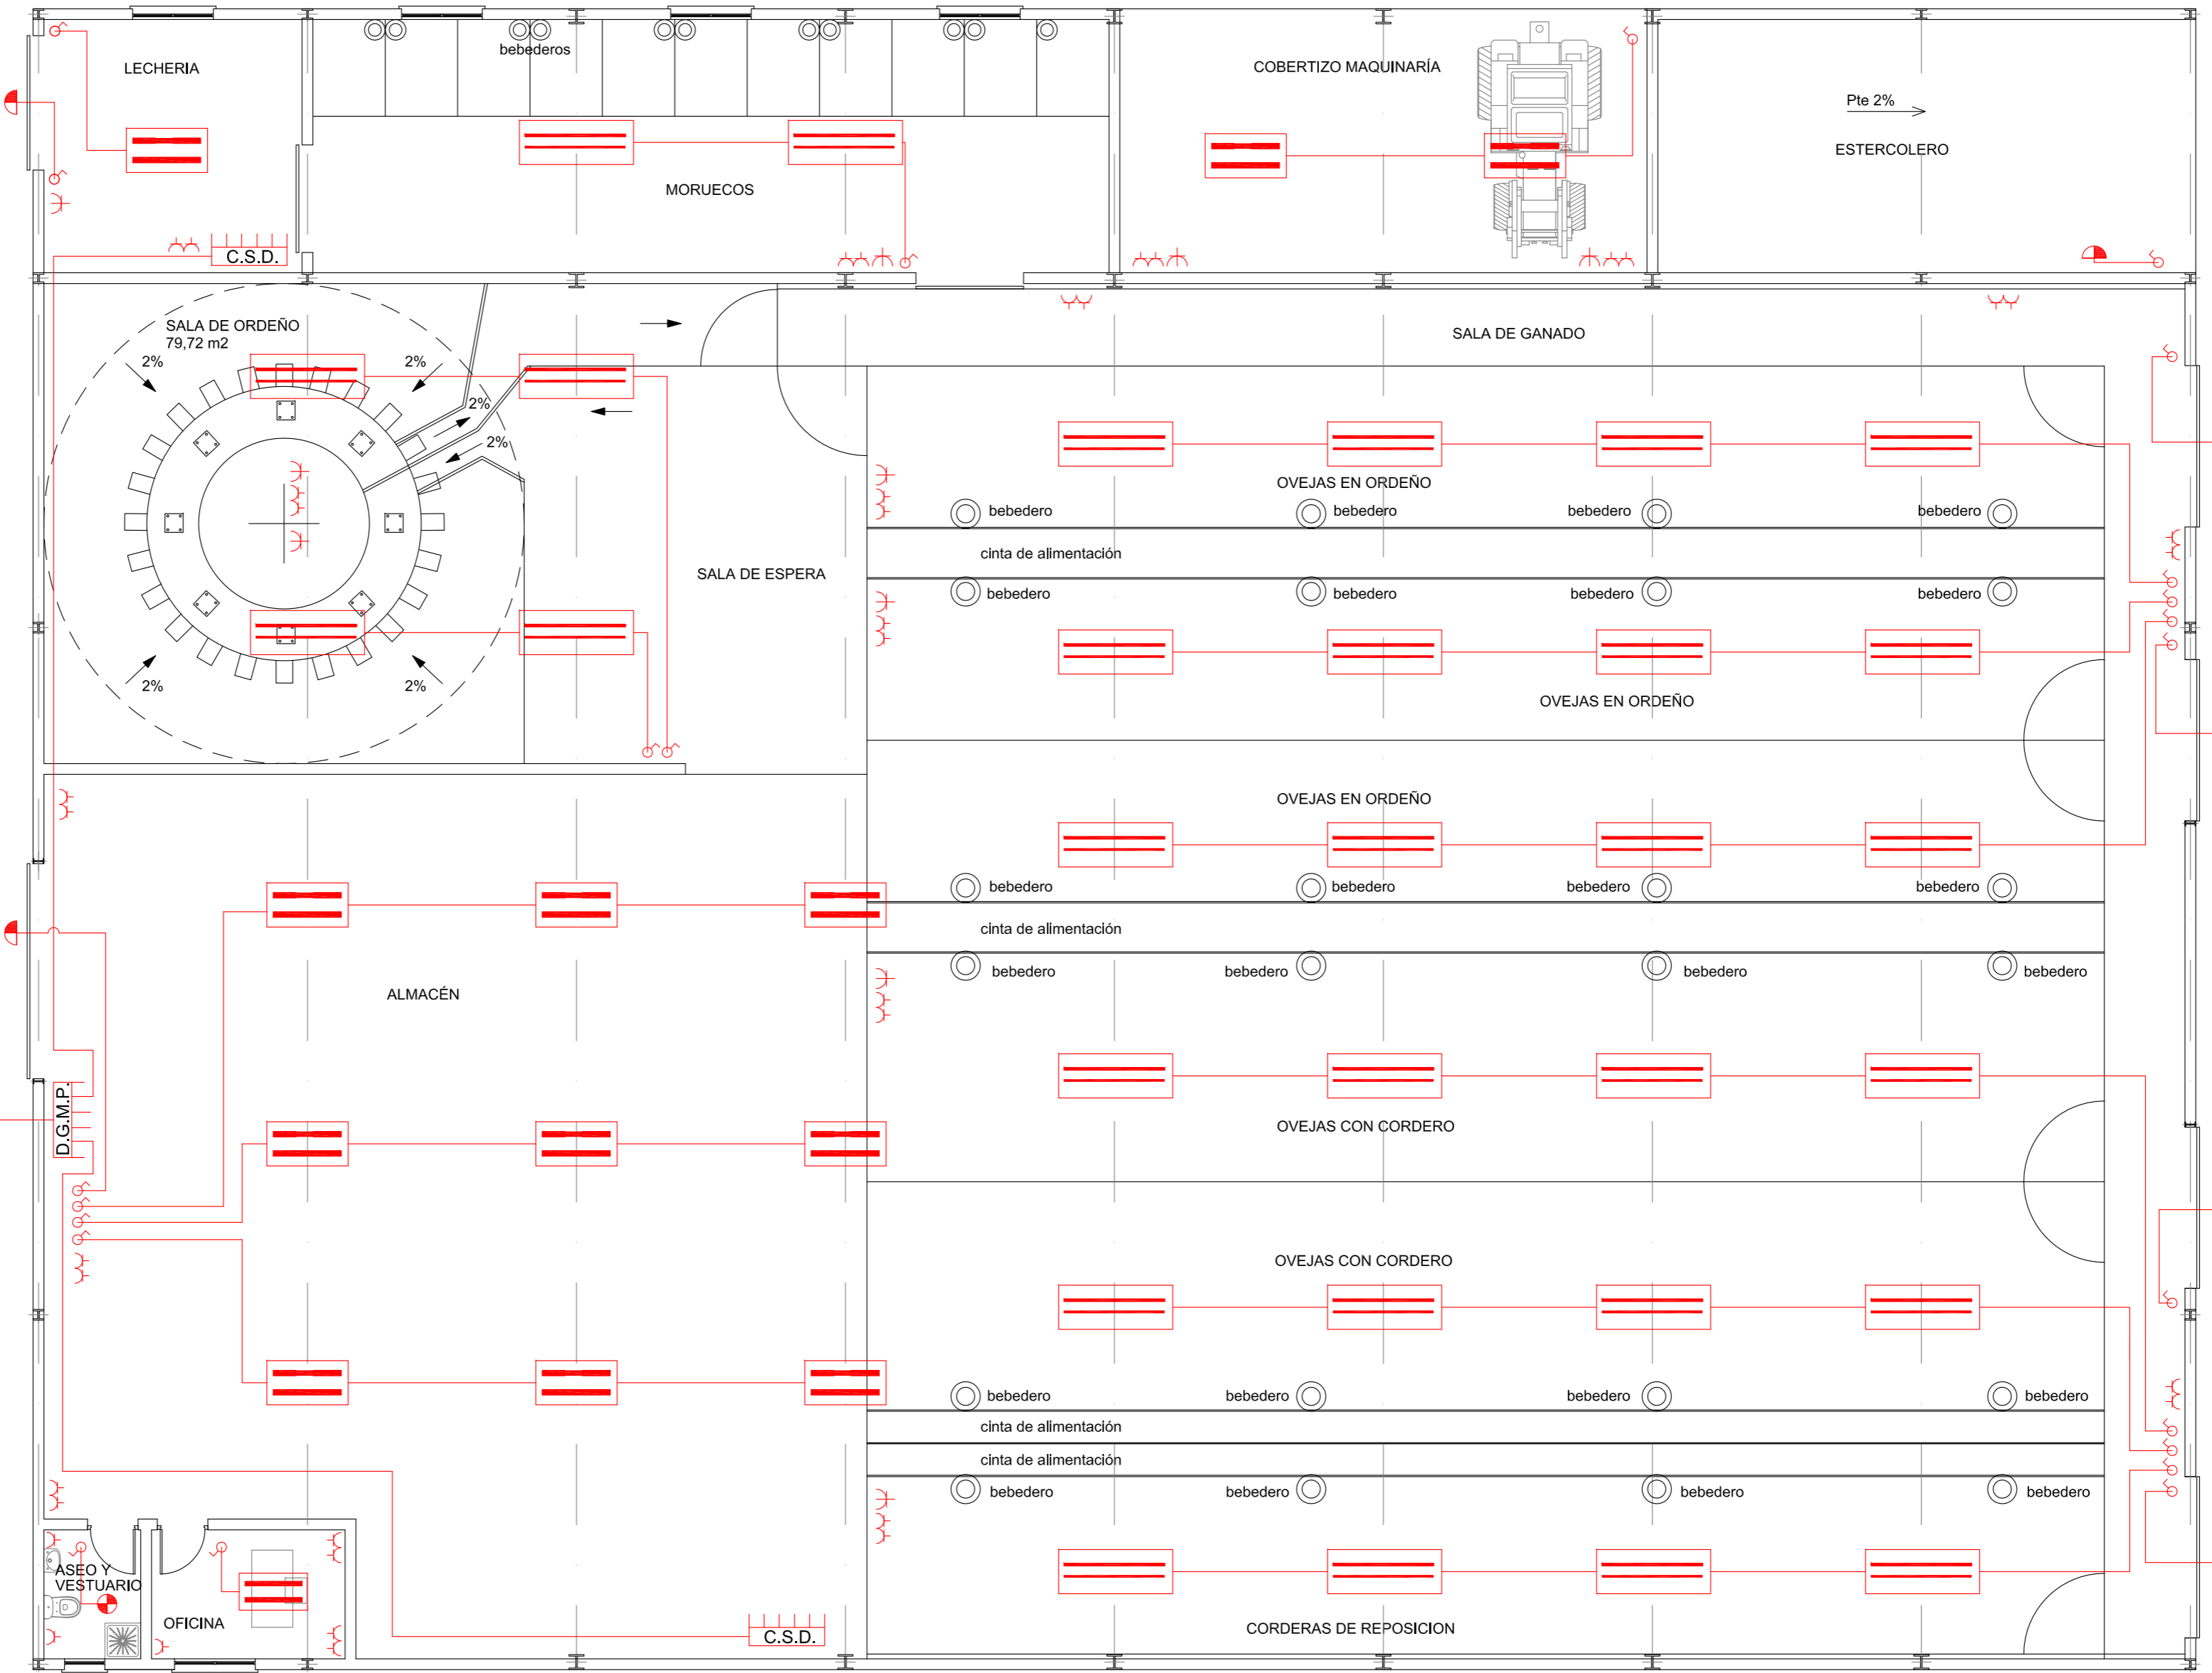 LECHERIA
bebederos
COBERTIZO MAQUINARÍA
Pte 2%
ESTERCOLERO
MORUECOS
C.S.D.
SALA DE ORDEÑO
79,72 m2
SALA DE GANADO
2%
2%
2%
2%
OVEJAS EN ORDEÑO
bebedero
bebedero
bebedero
bebedero
cinta de alimentación
SALA DE ESPERA
bebedero
bebedero
bebedero
bebedero
2%
2%
OVEJAS EN ORDEÑO
OVEJAS EN ORDEÑO
bebedero
bebedero
bebedero
bebedero
cinta de alimentación
bebedero
bebedero
bebedero
bebedero
ALMACÉN
D.G.M.P.
OVEJAS CON CORDERO
OVEJAS CON CORDERO
bebedero
bebedero
bebedero
bebedero
cinta de alimentación
cinta de alimentación
bebedero
bebedero
bebedero
bebedero
ASEO Y
VESTUARIO
OFICINA
C.S.D.
CORDERAS DE REPOSICION